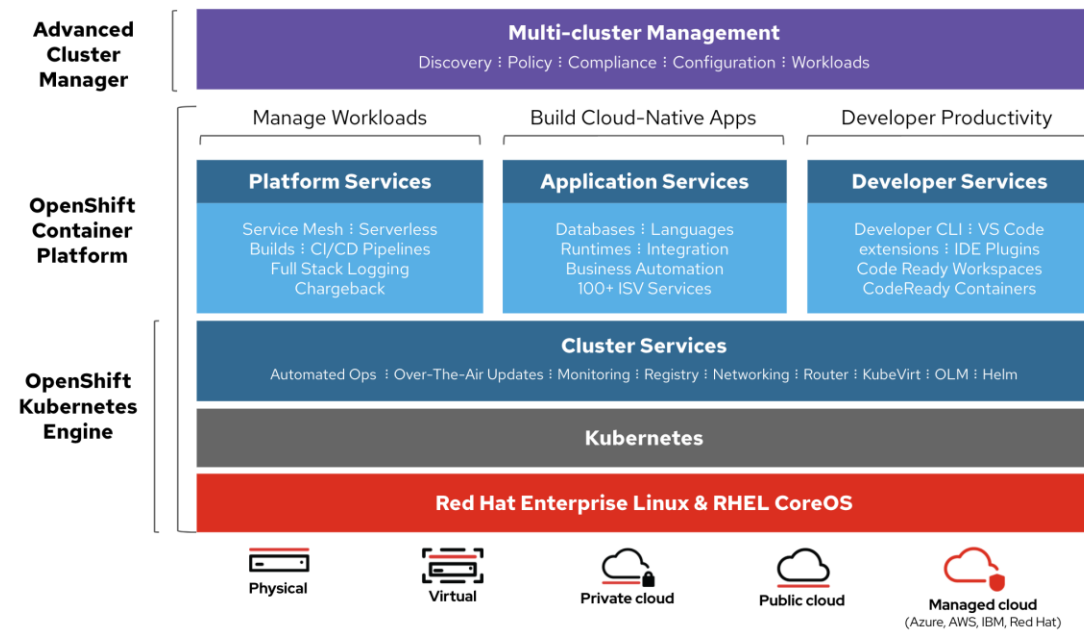 Advanced
Cluster
Manager
Multi-cluster Management
Discovery ⋮ Policy ⋮ Compliance ⋮ Configuration ⋮ Workloads
Manage Workloads
Build Cloud-Native Apps
Developer Productivity
OpenShift
Container
Platform
Platform Services
Service Mesh ⋮ Serverless
Builds ⋮ CI/CD Pipelines
Full Stack Logging
Chargeback
Application Services
Databases ⋮ Languages
Runtimes ⋮ Integration
Business Automation
100+ ISV Services
Developer Services
Developer CLI ⋮ VS Code
extensions ⋮ IDE Plugins
Code Ready Workspaces
CodeReady Containers
OpenShift
Kubernetes
Engine
Cluster Services
Automated Ops ⋮ Over-The-Air Updates ⋮ Monitoring ⋮ Registry ⋮ Networking ⋮ Router ⋮ KubeVirt ⋮ OLM ⋮ Helm
Kubernetes
Red Hat Enterprise Linux & RHEL CoreOS
Physical
Virtual
Private cloud
Public cloud
Managed cloud
(Azure, AWS, IBM, Red Hat)